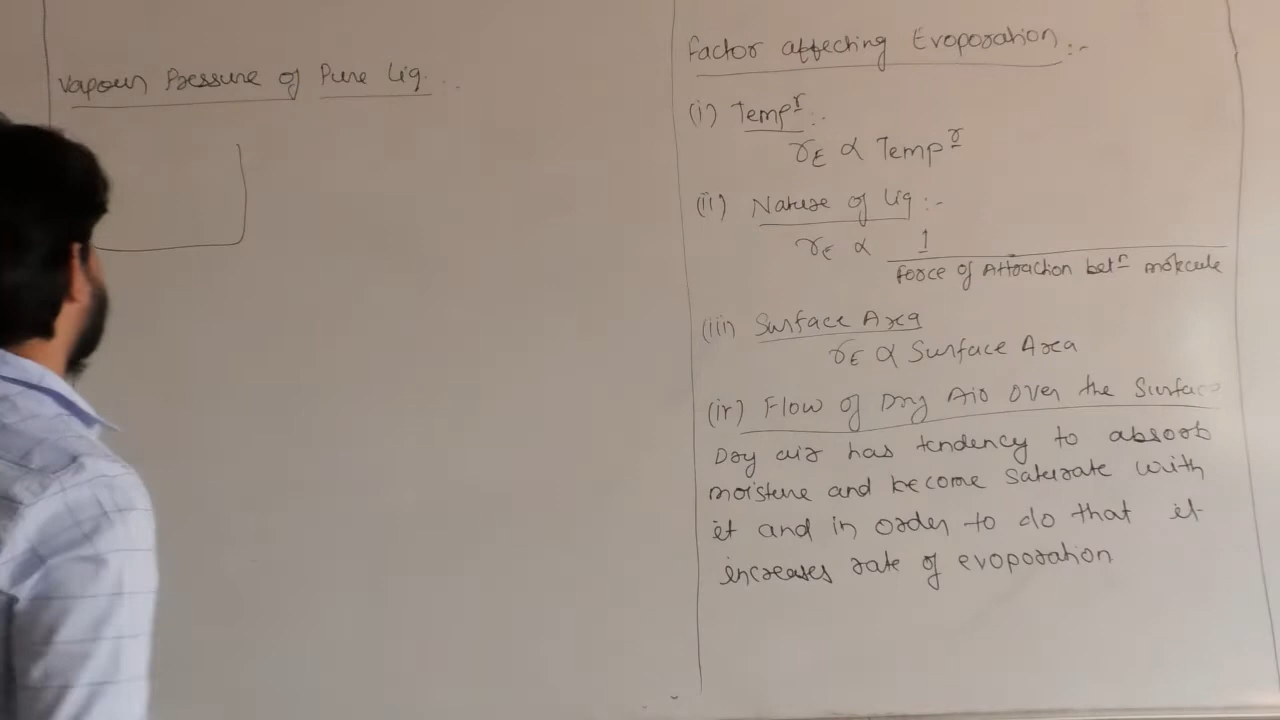 Vapour Pressure of Pure Liq. :-
Factor affecting Evoporation :-
(i) Temp^r :-
r_E ∝ Temp^r
(ii) Nature of Liq :-
r_E ∝ 1
Force of Attraction bet^n molecule
(iii) Surface Area
r_E ∝ Surface Area
(iv) Flow of Dry Air Over the Surface
Dry air has tendency to absorb
moisture and become saturate with
it and in order to do that it
increases rate of evoporation